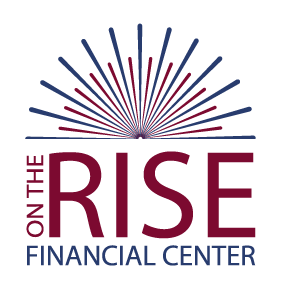 ON THE
RISE
FINANCIAL CENTER